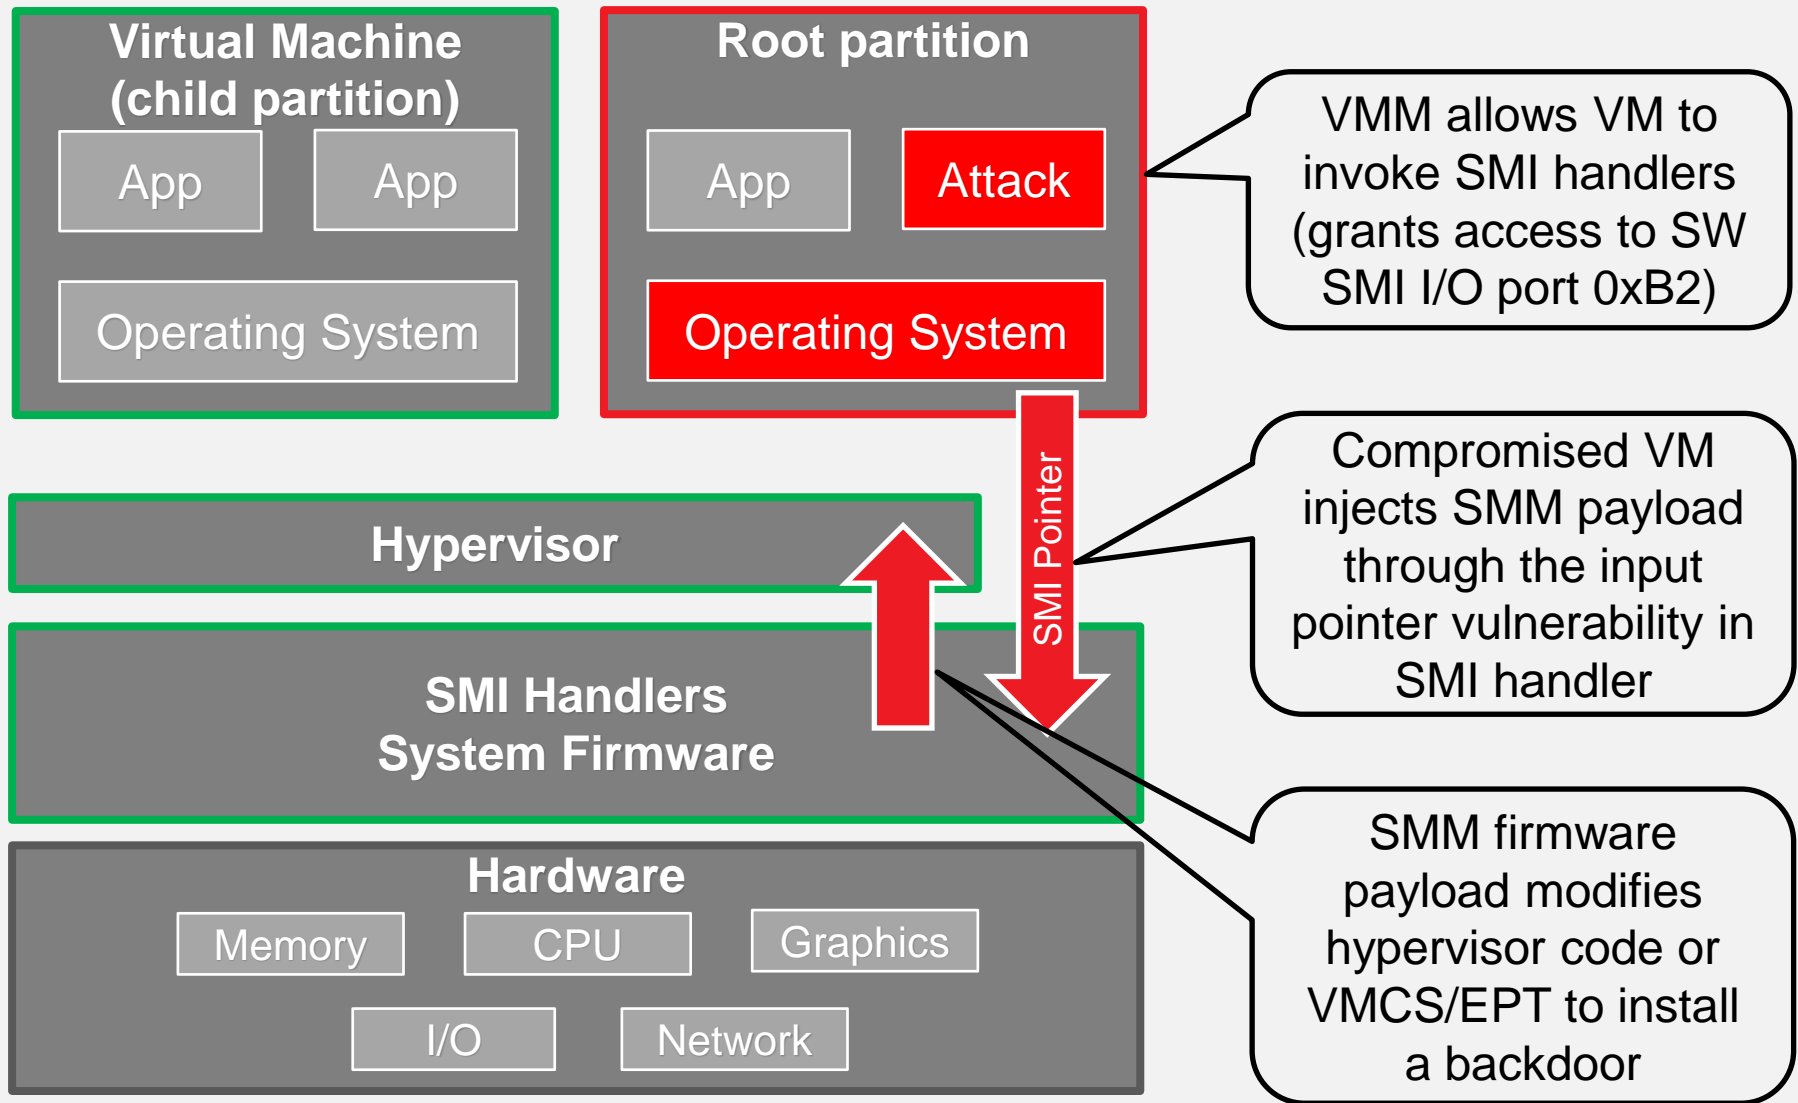 Virtual Machine
(child partition)
App
App
Operating System
Root partition
App
Attack
Operating System
VMM allows VM to
invoke SMI handlers
(grants access to SW
SMI I/O port 0xB2)
SMI Pointer
Compromised VM
injects SMM payload
through the input
pointer vulnerability in
SMI handler
Hypervisor
SMI Handlers
System Firmware
SMM firmware
payload modifies
hypervisor code or
VMCS/EPT to install
a backdoor
Hardware
Memory
CPU
Graphics
I/O
Network